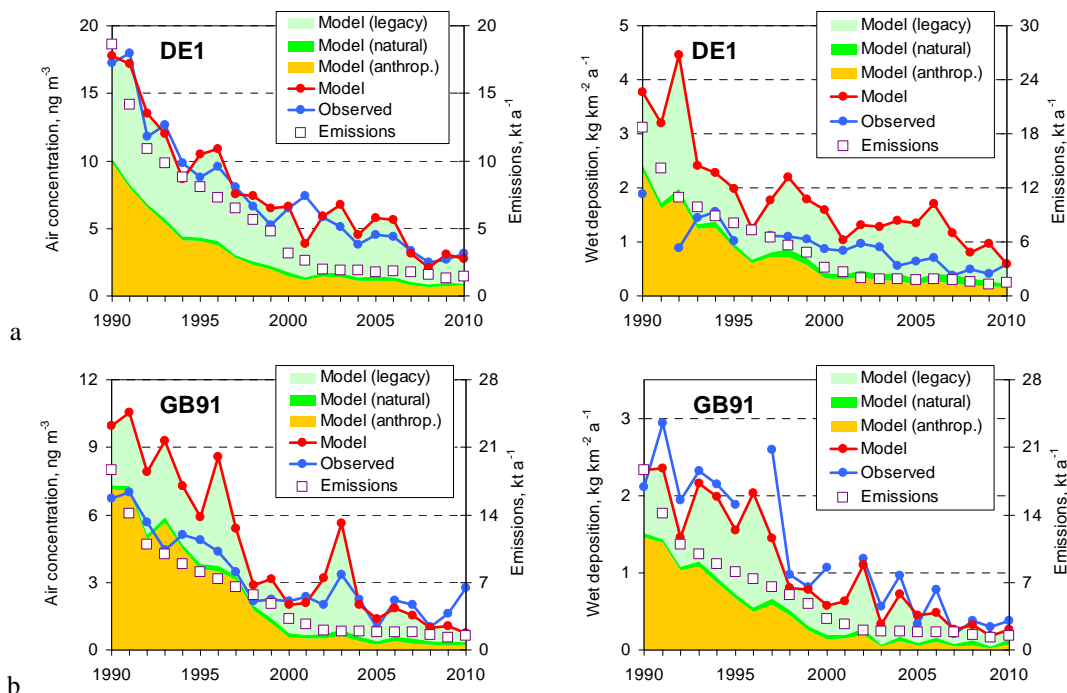 a
DE1
Model (legacy)
Model (natural)
Model (anthrop.)
Model
Observed
Emissions
Air concentration, ng m-3
Emissions, kt a-1
20
15
10
5
0
20
15
10
5
0
1990 1995 2000 2005 2010
DE1
Model (legacy)
Model (natural)
Model (anthrop.)
Model
Observed
Emissions
Wet deposition, kg km-2 a-1
Emissions, kt a-1
5
4
3
2
1
0
30
24
18
12
6
0
1990 1995 2000 2005 2010
b
GB91
Model (legacy)
Model (natural)
Model (anthrop.)
Model
Observed
Emissions
Air concentration, ng m-3
Emissions, kt a-1
12
9
6
3
0
28
21
14
7
0
1990 1995 2000 2005 2010
GB91
Model (legacy)
Model (natural)
Model (anthrop.)
Model
Observed
Emissions
Wet deposition, kg km-2 a-1
Emissions, kt a-1
3
2
1
0
28
21
14
7
0
1990 1995 2000 2005 2010